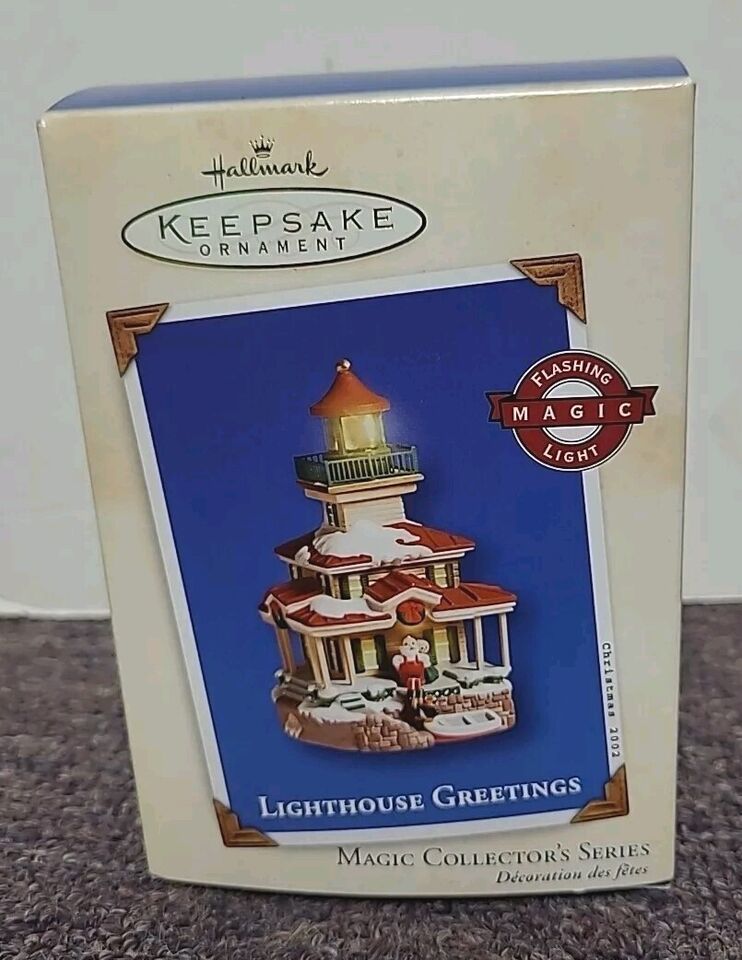 Hallmark
KEEPSAKE
ORNAMENT
FLASHING
MAGIC
LIGHT
Christmas 2002
LIGHTHOUSE GREETINGS
MAGIC COLLECTOR'S SERIES
Décoration des fêtes